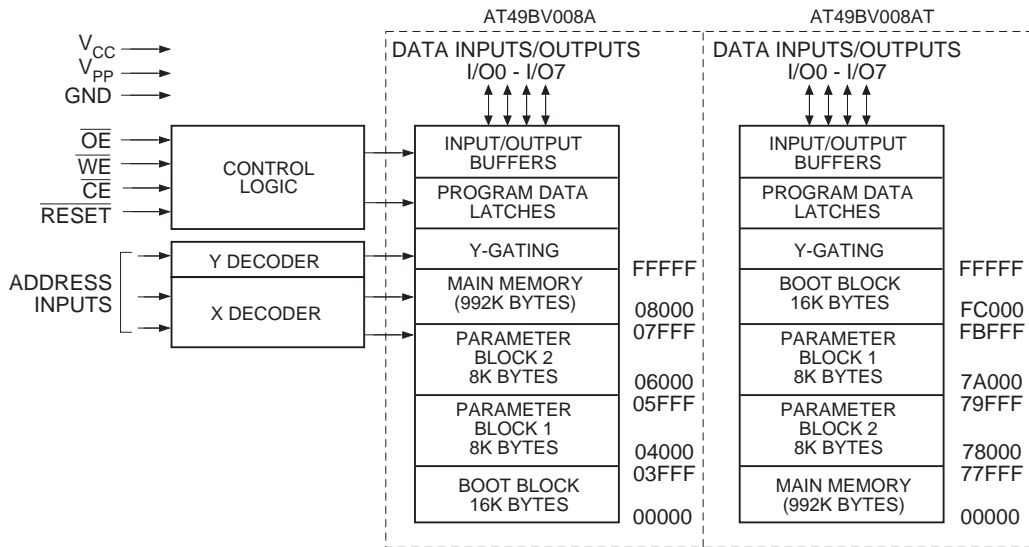 AT49BV008A
AT49BV008AT
VCC
VPP
GND
OE
WE
CE
RESET
ADDRESS
INPUTS
CONTROL
LOGIC
Y DECODER
X DECODER
DATA INPUTS/OUTPUTS
I/O0 - I/O7
INPUT/OUTPUT
BUFFERS
PROGRAM DATA
LATCHES
Y-GATING
MAIN MEMORY
(992K BYTES)
PARAMETER
BLOCK 2
8K BYTES
PARAMETER
BLOCK 1
8K BYTES
BOOT BLOCK
16K BYTES
FFFFF
08000
07FFF
06000
05FFF
04000
03FFF
00000
DATA INPUTS/OUTPUTS
I/O0 - I/O7
INPUT/OUTPUT
BUFFERS
PROGRAM DATA
LATCHES
Y-GATING
BOOT BLOCK
16K BYTES
PARAMETER
BLOCK 1
8K BYTES
PARAMETER
BLOCK 2
8K BYTES
MAIN MEMORY
(992K BYTES)
FFFFF
FC000
FBFFF
7A000
79FFF
78000
77FFF
00000